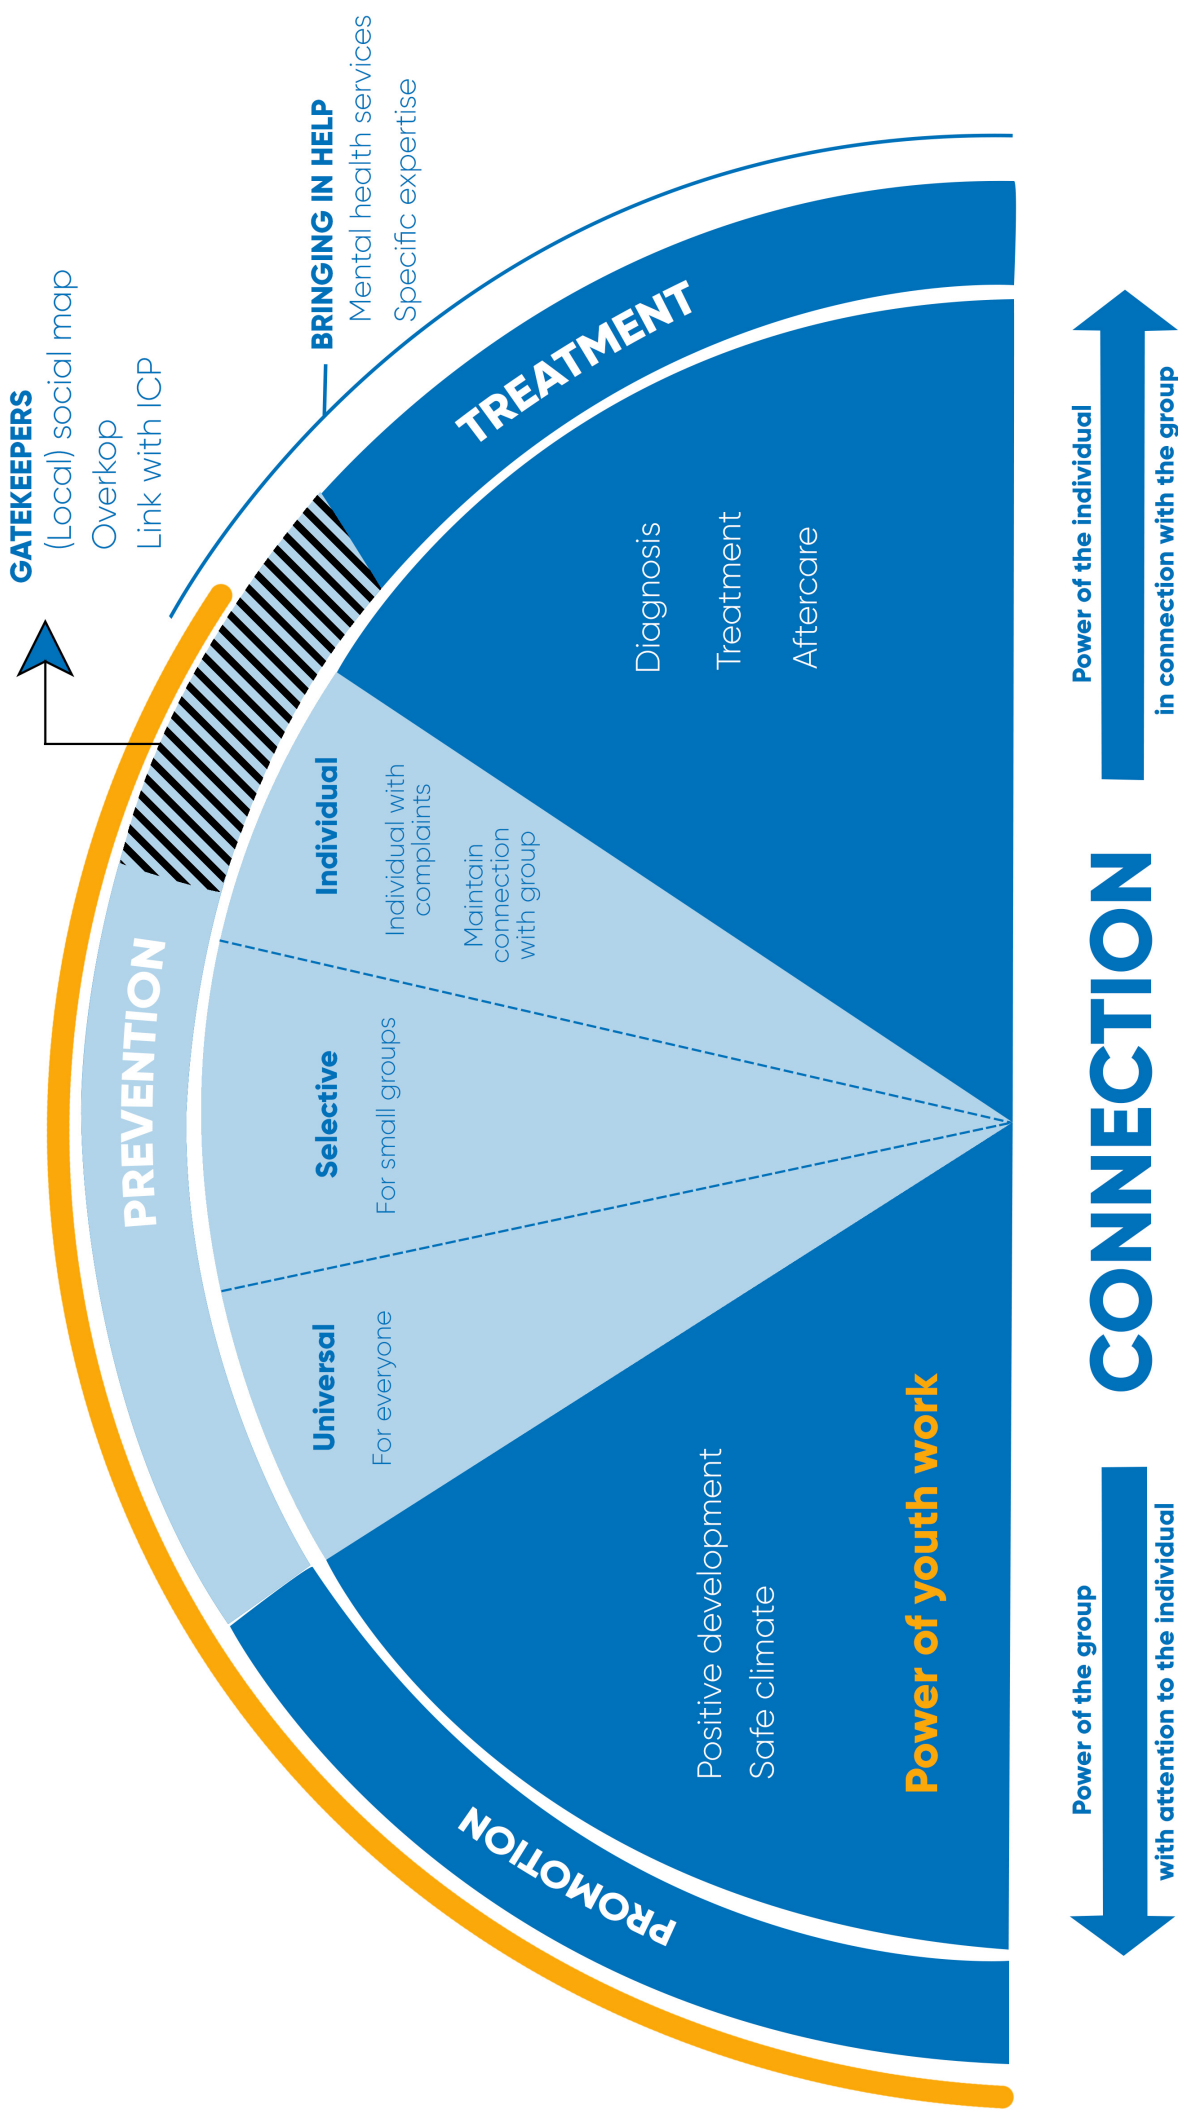 GATEKEEPERS
(Local) social map
Overkop
Link with ICP
BRINGING IN HELP
Mental health services
Specific expertise
PROMOTION
PREVENTION
TREATMENT
Universal
For everyone
Selective
For small groups
Individual
Individual with
complaints
Maintain
connection
with group
Positive development
Safe climate
Power of youth work
Diagnosis
Treatment
Aftercare
Power of the group
with attention to the individual
CONNECTION
Power of the individual
in connection with the group